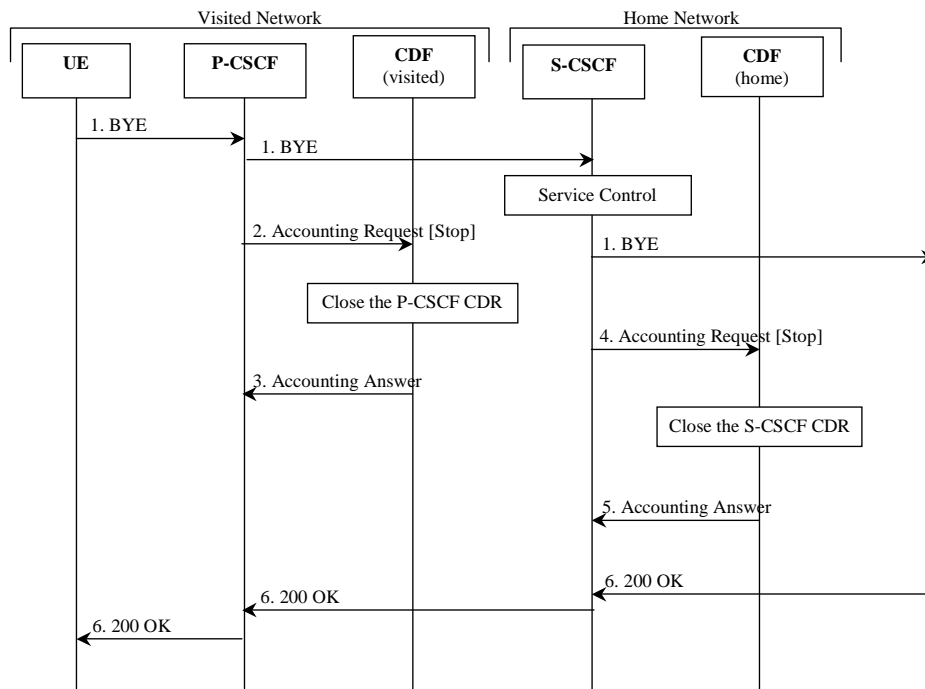 Visited Network
Home Network
UE
P-CSCF
CDF
(visited)
S-CSCF
CDF
(home)
1. BYE
1. BYE
Service Control
2. Accounting Request [Stop]
1. BYE
Close the P-CSCF CDR
4. Accounting Request [Stop]
3. Accounting Answer
Close the S-CSCF CDR
5. Accounting Answer
6. 200 OK
6. 200 OK
6. 200 OK